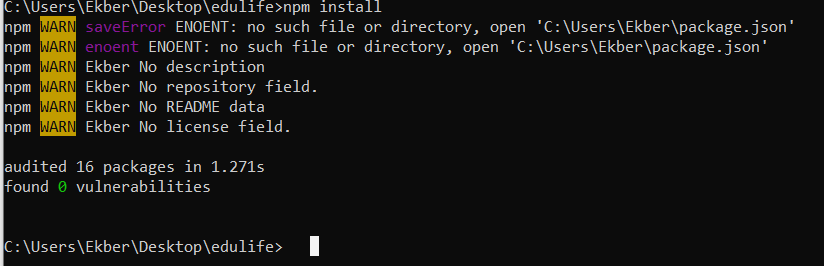 C:\Users\Ekber\Desktop\edulife>npm install
npm WARN saveError ENOENT: no such file or directory, open 'C:\Users\Ekber\package.json'
npm WARN enoent ENOENT: no such file or directory, open 'C:\Users\Ekber\package.json'
npm WARN Ekber No description
npm WARN Ekber No repository field.
npm WARN Ekber No README data
npm WARN Ekber No license field.
audited 16 packages in 1.271s
found 0 vulnerabilities
C:\Users\Ekber\Desktop\edulife>